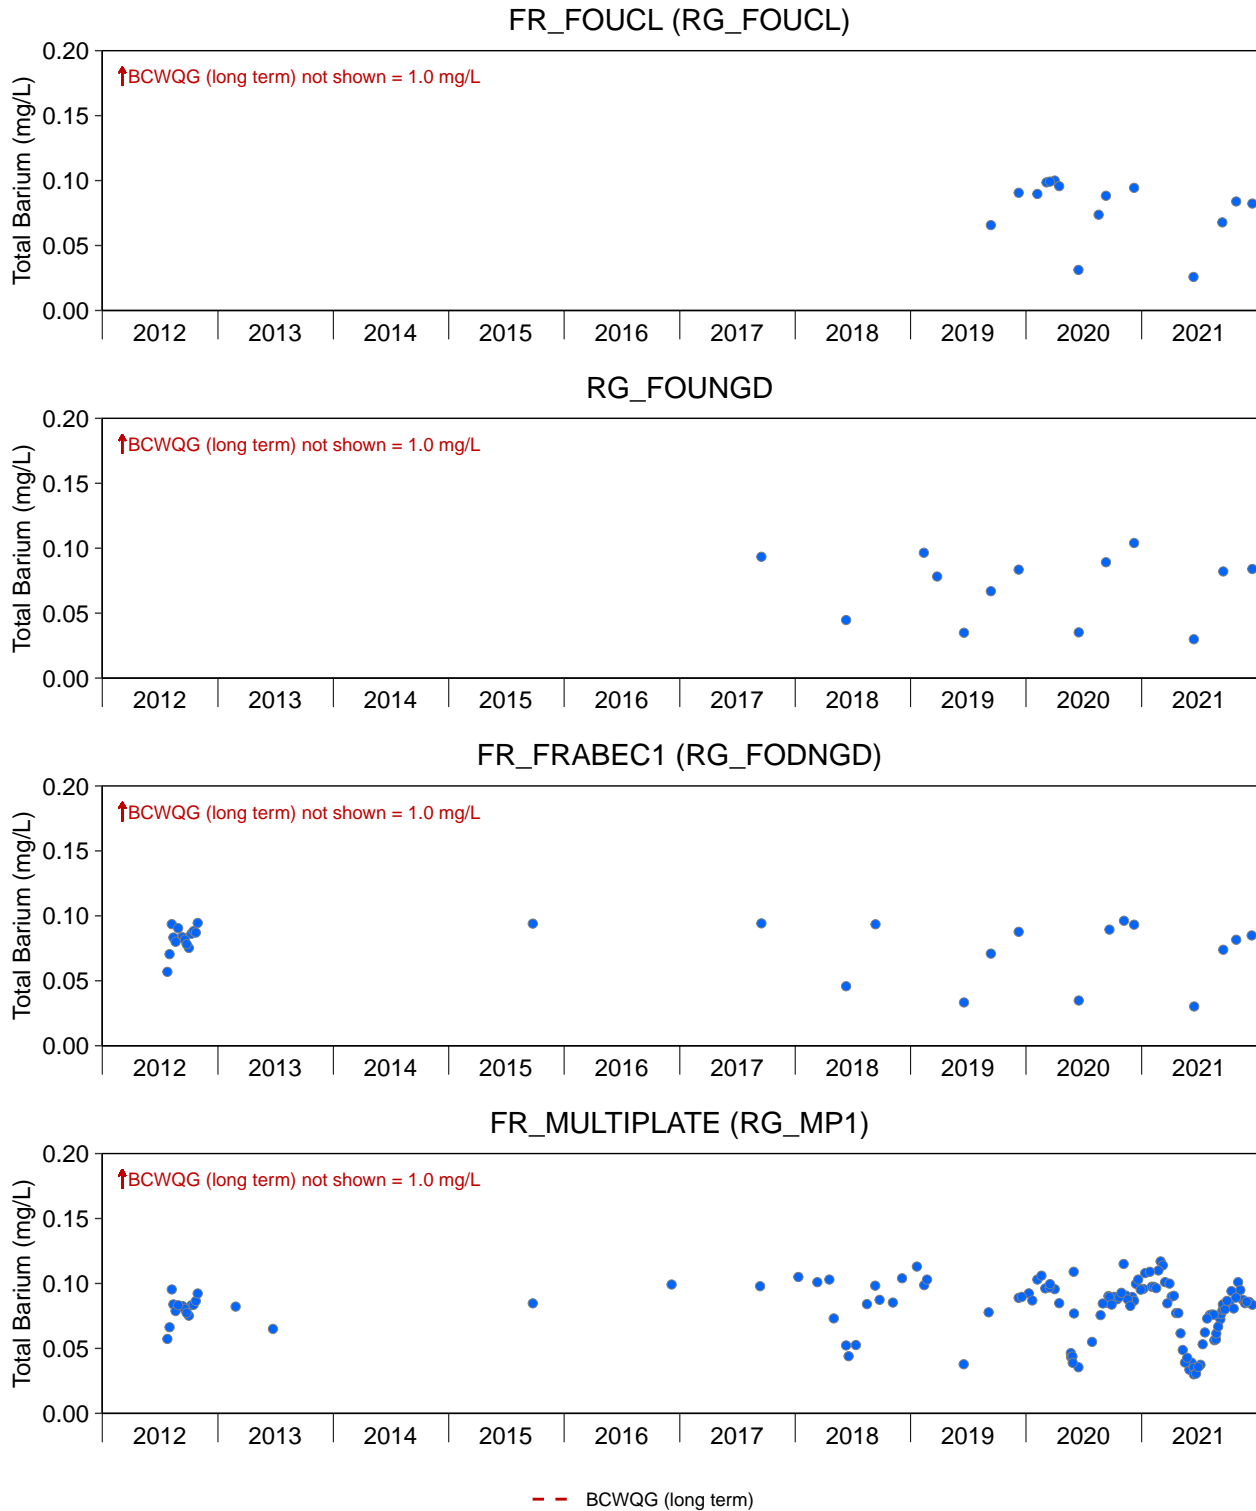 FR_FOUCL (RG_FOUCL)
0.20
↑BCWQG (long term) not shown = 1.0 mg/L
0.15
0.10
0.05
0.00
Total Barium (mg/L)
2012 2013 2014 2015 2016 2017 2018 2019 2020 2021
RG_FOUNGD
0.20
↑BCWQG (long term) not shown = 1.0 mg/L
0.15
0.10
0.05
0.00
Total Barium (mg/L)
2012 2013 2014 2015 2016 2017 2018 2019 2020 2021
FR_FRABEC1 (RG_FODNGD)
0.20
↑BCWQG (long term) not shown = 1.0 mg/L
0.15
0.10
0.05
0.00
Total Barium (mg/L)
2012 2013 2014 2015 2016 2017 2018 2019 2020 2021
FR_MULTIPLATE (RG_MP1)
0.20
↑BCWQG (long term) not shown = 1.0 mg/L
0.15
0.10
0.05
0.00
Total Barium (mg/L)
2012 2013 2014 2015 2016 2017 2018 2019 2020 2021
BCWQG (long term)